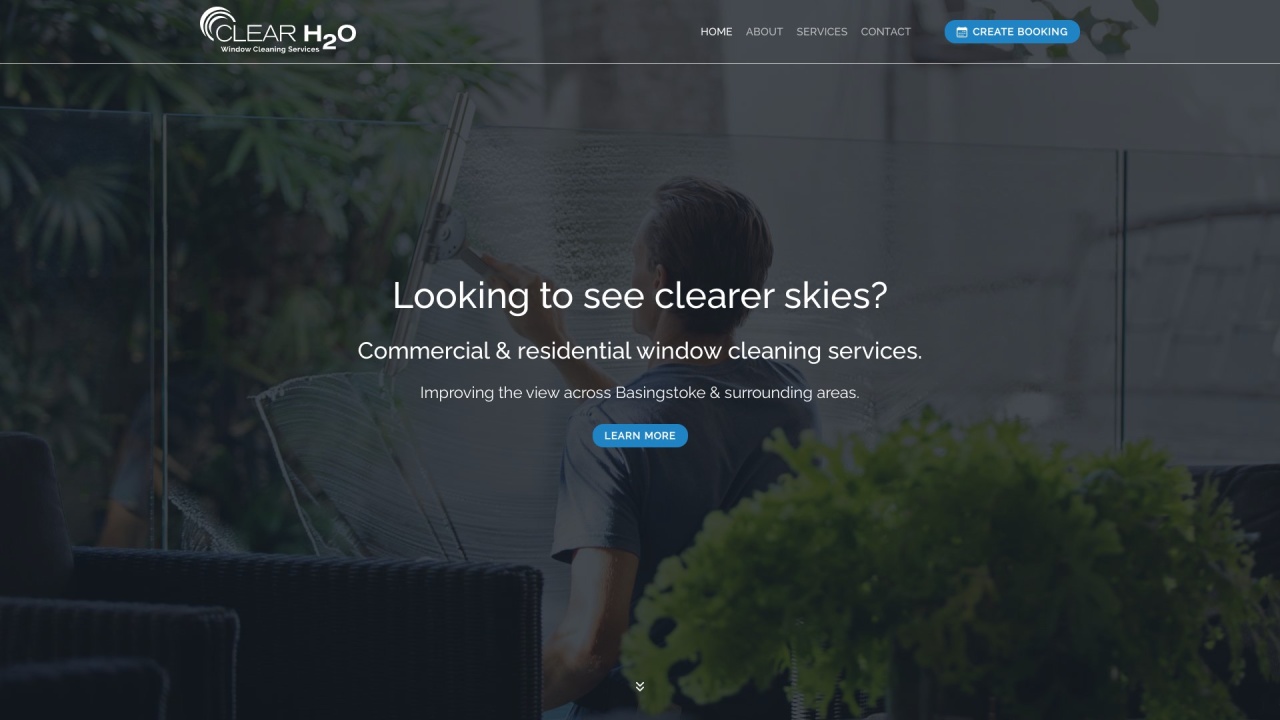 CLEAR H2O
Window Cleaning Services
HOME
ABOUT
SERVICES
CONTACT
CREATE BOOKING
Looking to see clearer skies?
Commercial & residential window cleaning services.
Improving the view across Basingstoke & surrounding areas.
LEARN MORE